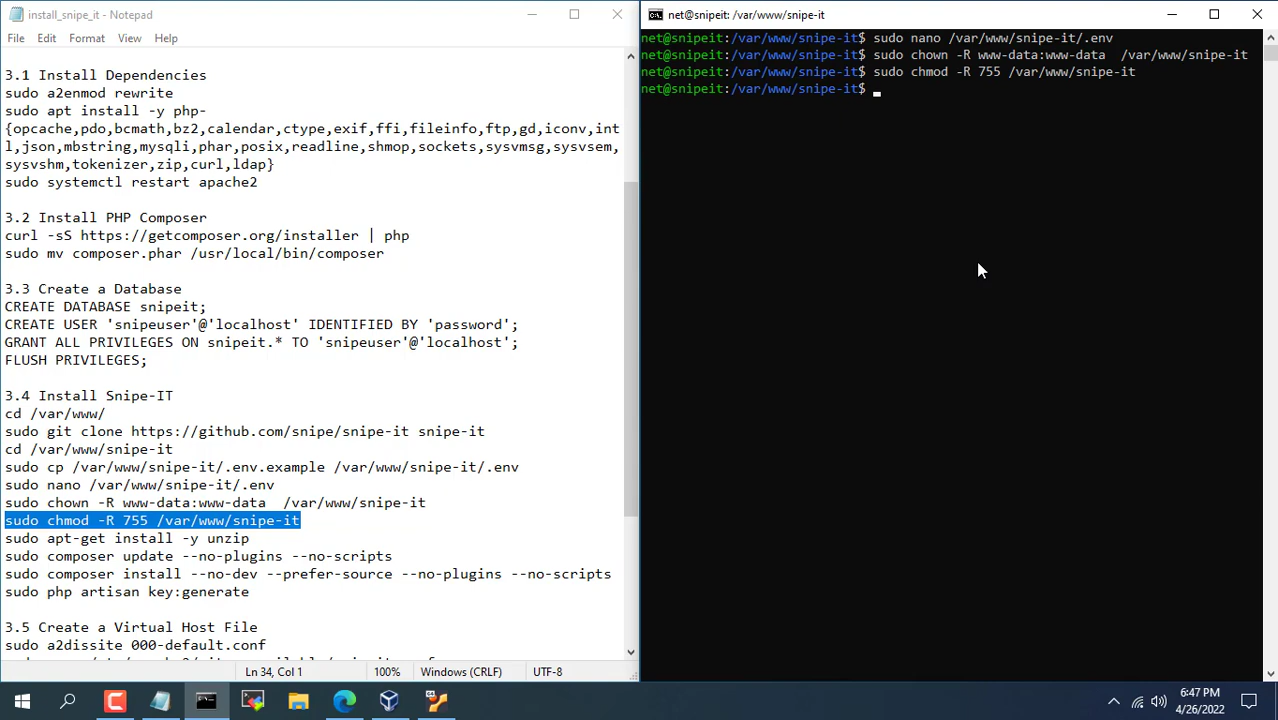 install_snipe_it - Notepad
File Edit Format View Help
3.1 Install Dependencies
sudo a2enmod rewrite
sudo apt install -y php-
{opcache,pdo,bcmath,bz2,calendar,ctype,exif,ffi,fileinfo,ftp,gd,iconv,int
l,json,mbstring,mysqli,phar,posix,readline,shmop,sockets,sysvmsg,sysvsem,
sysvshm,tokenizer,zip,curl,ldap}
sudo systemctl restart apache2
3.2 Install PHP Composer
curl -sS https://getcomposer.org/installer | php
sudo mv composer.phar /usr/local/bin/composer
3.3 Create a Database
CREATE DATABASE snipeit;
CREATE USER 'snipeuser'@'localhost' IDENTIFIED BY 'password';
GRANT ALL PRIVILEGES ON snipeit.* TO 'snipeuser'@'localhost';
FLUSH PRIVILEGES;
3.4 Install Snipe-IT
cd /var/www/
sudo git clone https://github.com/snipe/snipe-it snipe-it
cd /var/www/snipe-it
sudo cp /var/www/snipe-it/.env.example /var/www/snipe-it/.env
sudo nano /var/www/snipe-it/.env
sudo chown -R www-data:www-data  /var/www/snipe-it
sudo chmod -R 755 /var/www/snipe-it
sudo apt-get install -y unzip
sudo composer update --no-plugins --no-scripts
sudo composer install --no-dev --prefer-source --no-plugins --no-scripts
sudo php artisan key:generate
3.5 Create a Virtual Host File
sudo a2dissite 000-default.conf
Ln 34, Col 1 100% Windows (CRLF) UTF-8
net@snipeit: /var/www/snipe-it
net@snipeit:/var/www/snipe-it$ sudo nano /var/www/snipe-it/.env
net@snipeit:/var/www/snipe-it$ sudo chown -R www-data:www-data  /var/www/snipe-it
net@snipeit:/var/www/snipe-it$ sudo chmod -R 755 /var/www/snipe-it
net@snipeit:/var/www/snipe-it$
6:47 PM
4/26/2022